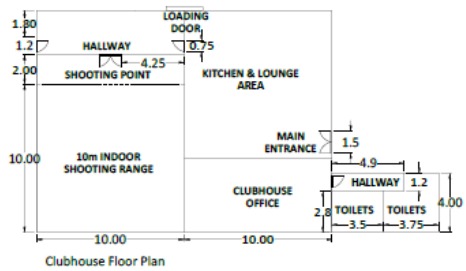 LOADING
DOOR
1.80
1.2
HALLWAY
0.75
2.00
4.25
SHOOTING POINT
KITCHEN & LOUNGE
AREA
MAIN
ENTRANCE
1.5
10.00
10m INDOOR
SHOOTING RANGE
4.9
HALLWAY
1.2
CLUBHOUSE
OFFICE
2.8
TOILETS
TOILETS
4.00
3.5
3.75
10.00
10.00
Clubhouse Floor Plan